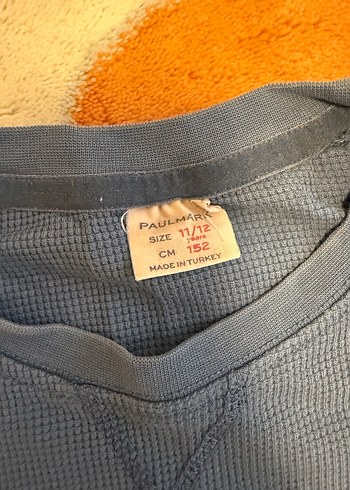 PAULMARK
SIZE 11/12
years
CM 152
MADE IN TURKEY